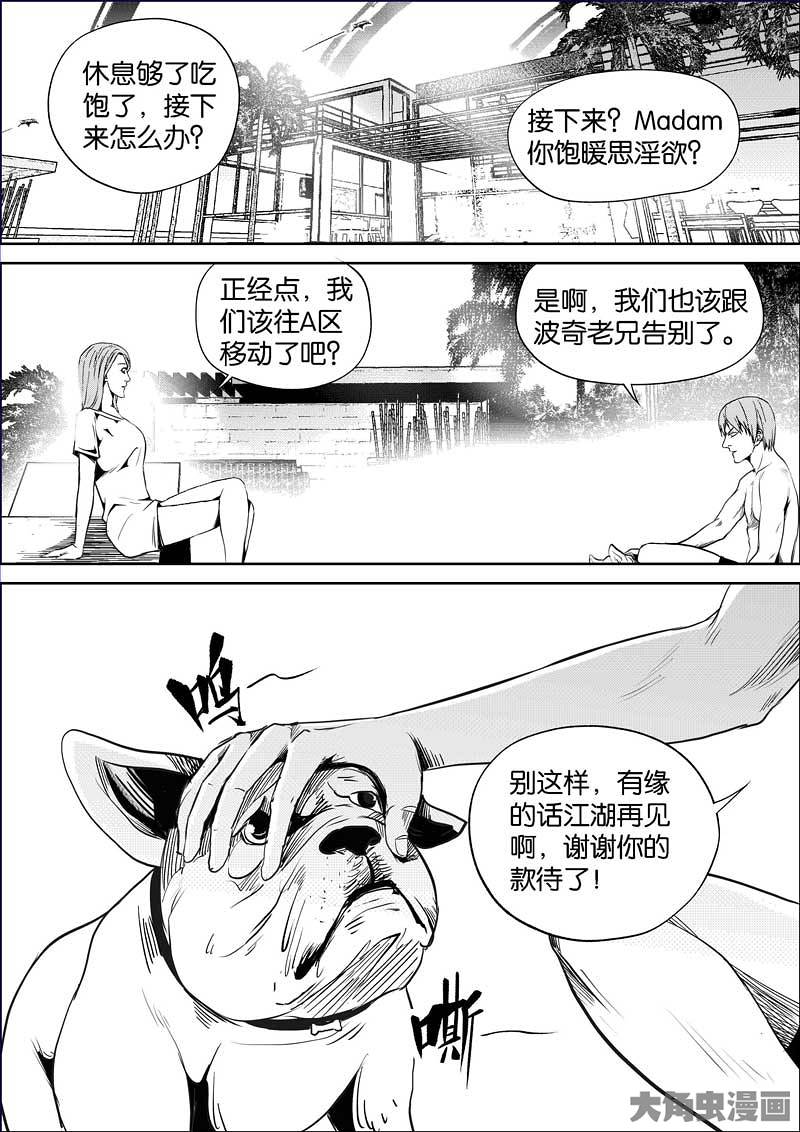 休息够了吃
饱了，接下
来怎么办？
接下来？Madam
你饱暖思淫欲？
正经点，我
们该往A区
移动了吧？
是啊，我们也该跟
波奇老兄告别了。
呜
别这样，有缘
的话江湖再见
啊，谢谢你的
款待了！
嘶
大角虫漫画